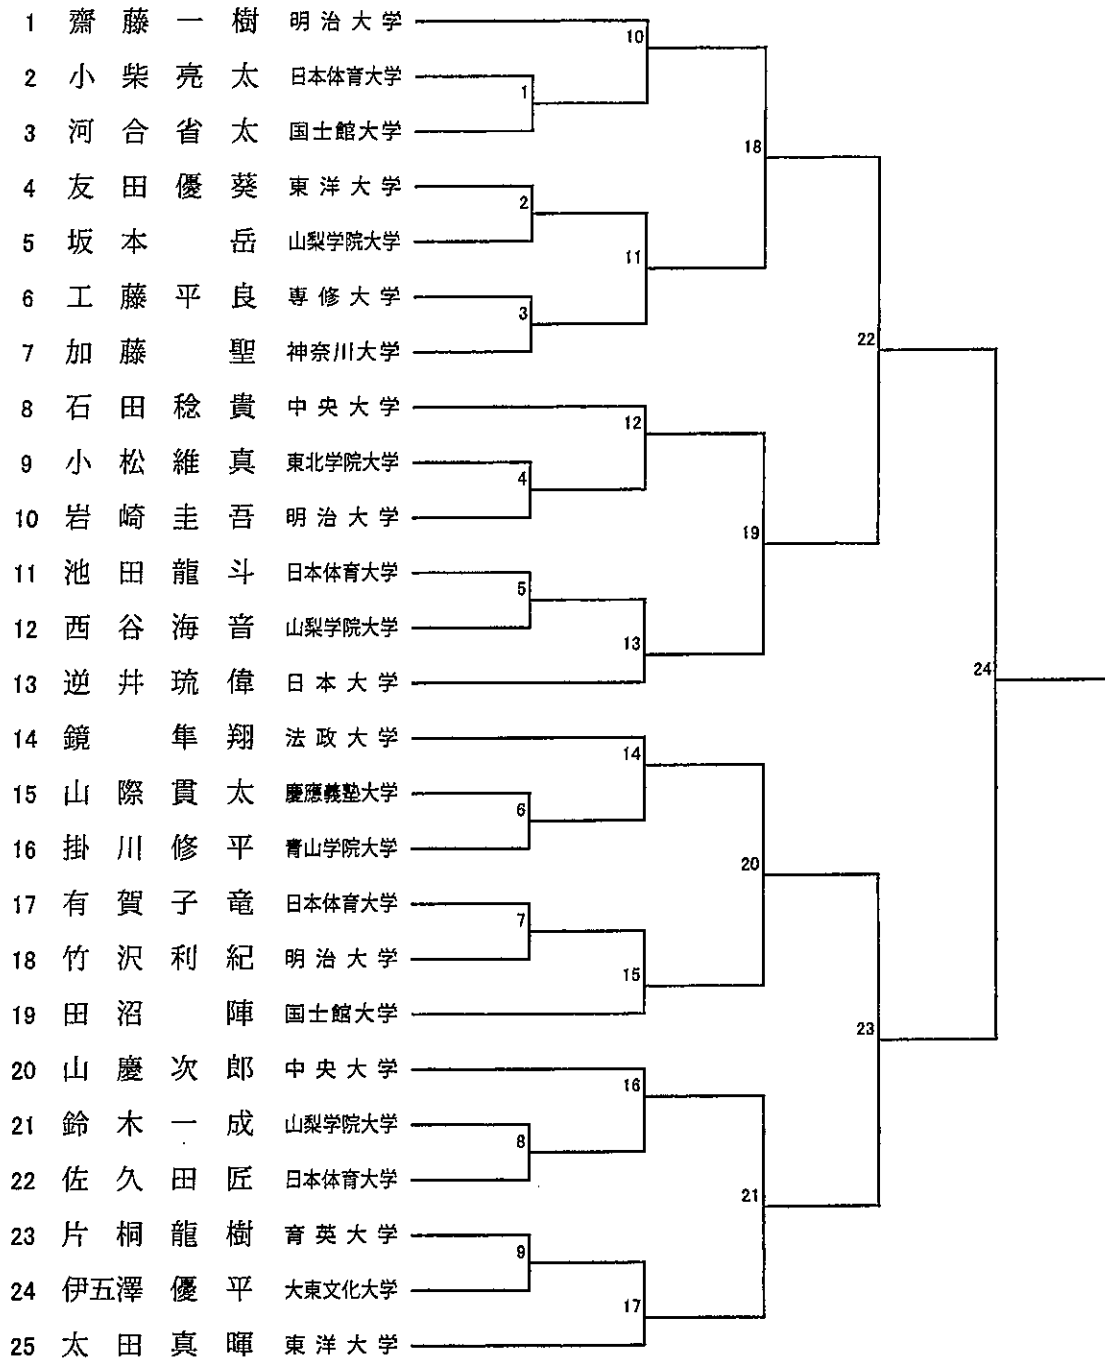 1 齋藤一樹 明治大学
10
2 小柴亮太 日本体育大学
1
3 河合省太 国士館大学
18
4 友田優葵 東洋大学
2
5 坂本岳 山梨学院大学
11
6 工藤平良 専修大学
3
7 加藤聖 神奈川大学
22
8 石田稔貴 中央大学
12
9 小松維真 東北学院大学
4
10 岩崎圭吾 明治大学
19
11 池田龍斗 日本体育大学
5
12 西谷海音 山梨学院大学
13
13 逆井琉偉 日本大学
24
14 鏡隼翔 法政大学
14
15 山際貫太 慶應義塾大学
6
16 掛川修平 青山学院大学
20
17 有賀子竜 日本体育大学
7
18 竹沢利紀 明治大学
15
19 田沼陣 国士館大学
23
20 山慶次郎 中央大学
16
21 鈴木一成 山梨学院大学
8
22 佐久田匠 日本体育大学
21
23 片桐龍樹 育英大学
9
24 伊五澤優平 大東文化大学
17
25 太田真暉 東洋大学